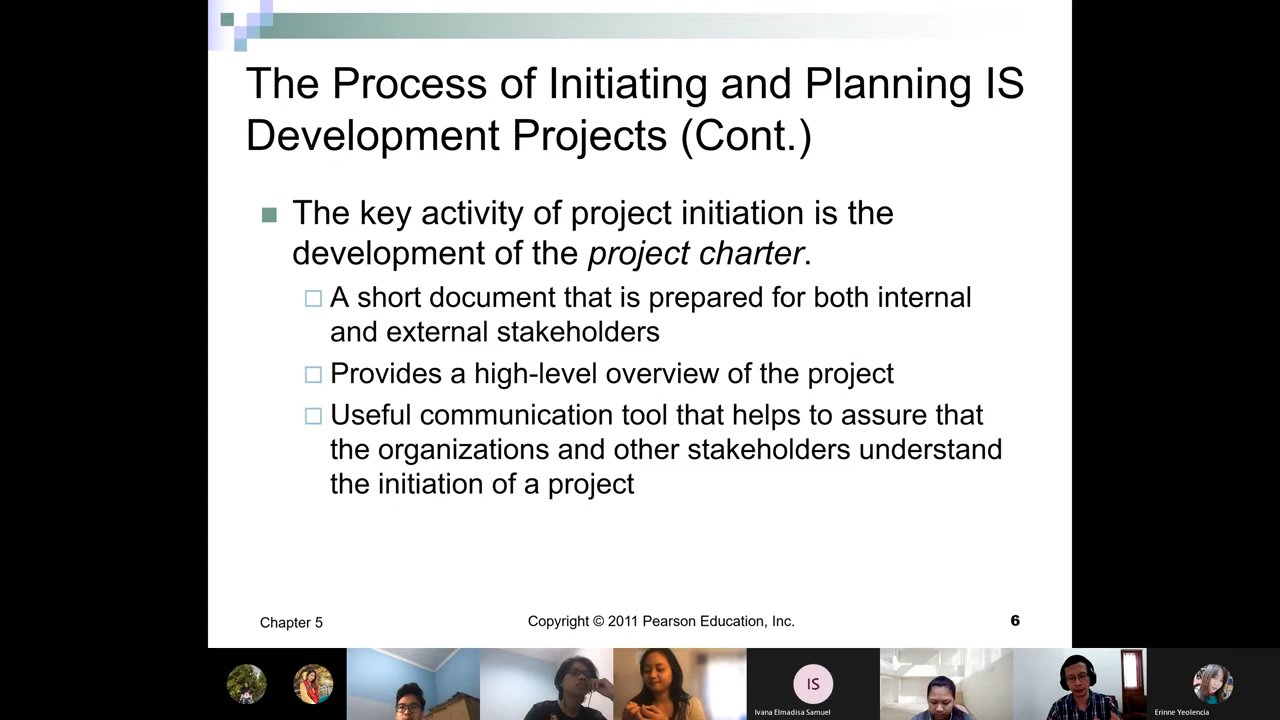 The Process of Initiating and Planning IS
Development Projects (Cont.)
The key activity of project initiation is the
development of the project charter.
A short document that is prepared for both internal
and external stakeholders
Provides a high-level overview of the project
Useful communication tool that helps to assure that
the organizations and other stakeholders understand
the initiation of a project
Chapter 5
Copyright © 2011 Pearson Education, Inc.
6
IS
Ivana Elmadisa Samuel
Erinne Yeolencia